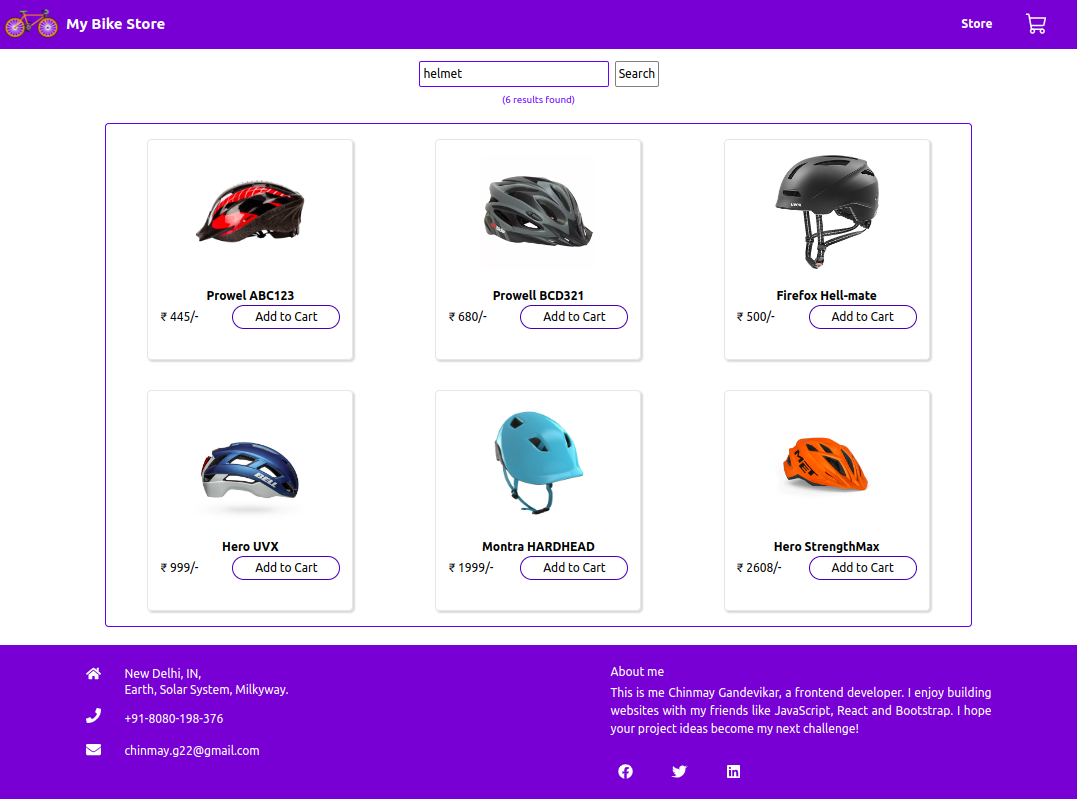 My Bike Store
Store
helmet
Search
(6 results found)
Prowel ABC123
₹ 445/-
Add to Cart
Prowell BCD321
₹ 680/-
Add to Cart
Firefox Hell-mate
₹ 500/-
Add to Cart
uvex
BELL
MET
Hero UVX
₹ 999/-
Add to Cart
Montra HARDHEAD
₹ 1999/-
Add to Cart
Hero StrengthMax
₹ 2608/-
Add to Cart
New Delhi, IN,
Earth, Solar System, Milkyway.
+91-8080-198-376
chinmay.g22@gmail.com
About me
This is me Chinmay Gandevikar, a frontend developer. I enjoy building
websites with my friends like JavaScript, React and Bootstrap. I hope
your project ideas become my next challenge!